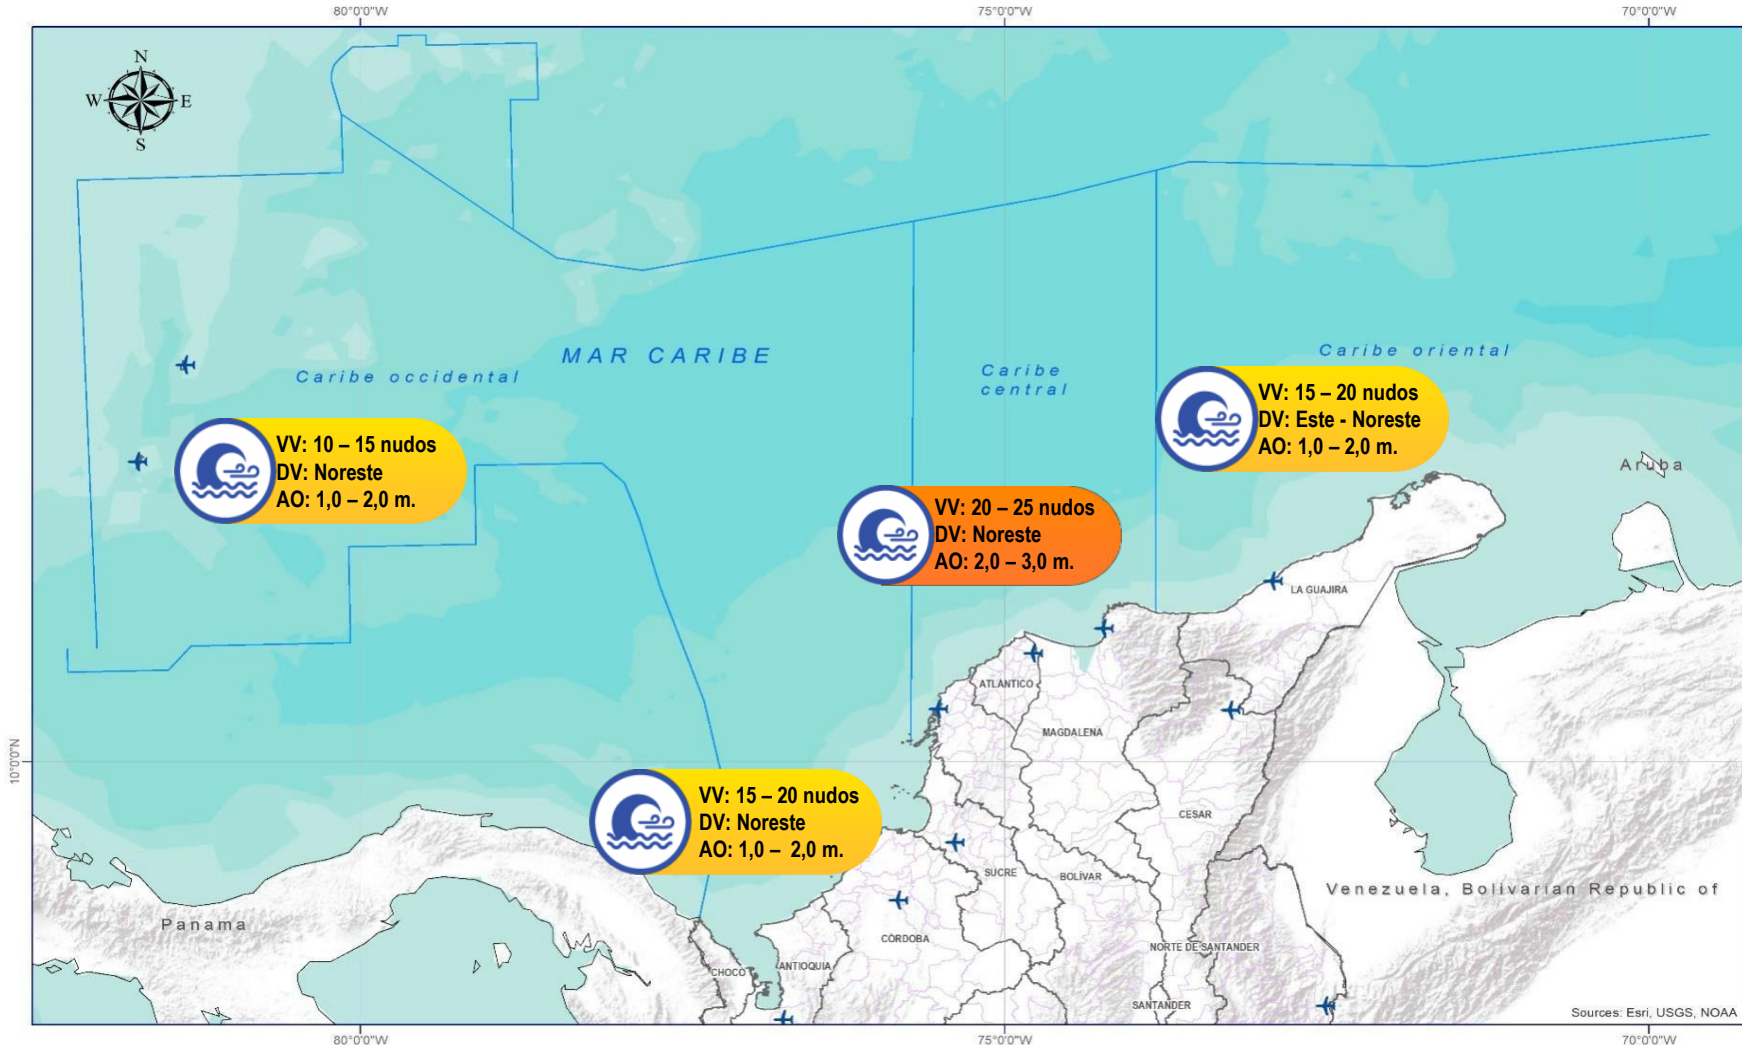 80°0'0"W
75°0'0"W
70°0'0"W
N
W
E
S
MAR CARIBE
Caribe occidental
Caribe
central
Caribe oriental
VV: 15 – 20 nudos
DV: Este - Noreste
AO: 1,0 – 2,0 m.
VV: 10 – 15 nudos
DV: Noreste
AO: 1,0 – 2,0 m.
Aruba
VV: 20 – 25 nudos
DV: Noreste
AO: 2,0 – 3,0 m.
LA GUAJIRA
ATLÁNTICO
MAGDALENA
10°0'0"N
VV: 15 – 20 nudos
DV: Noreste
AO: 1,0 –  2,0 m.
CESAR
SUCRE
BOLÍVAR
Venezuela, Bolivarian Republic of
Panama
CÓRDOBA
NORTE DE SANTANDER
CHOCÓ
ANTIOQUIA
SANTANDER
Sources: Esri, USGS, NOAA
80°0'0"W
75°0'0"W
70°0'0"W